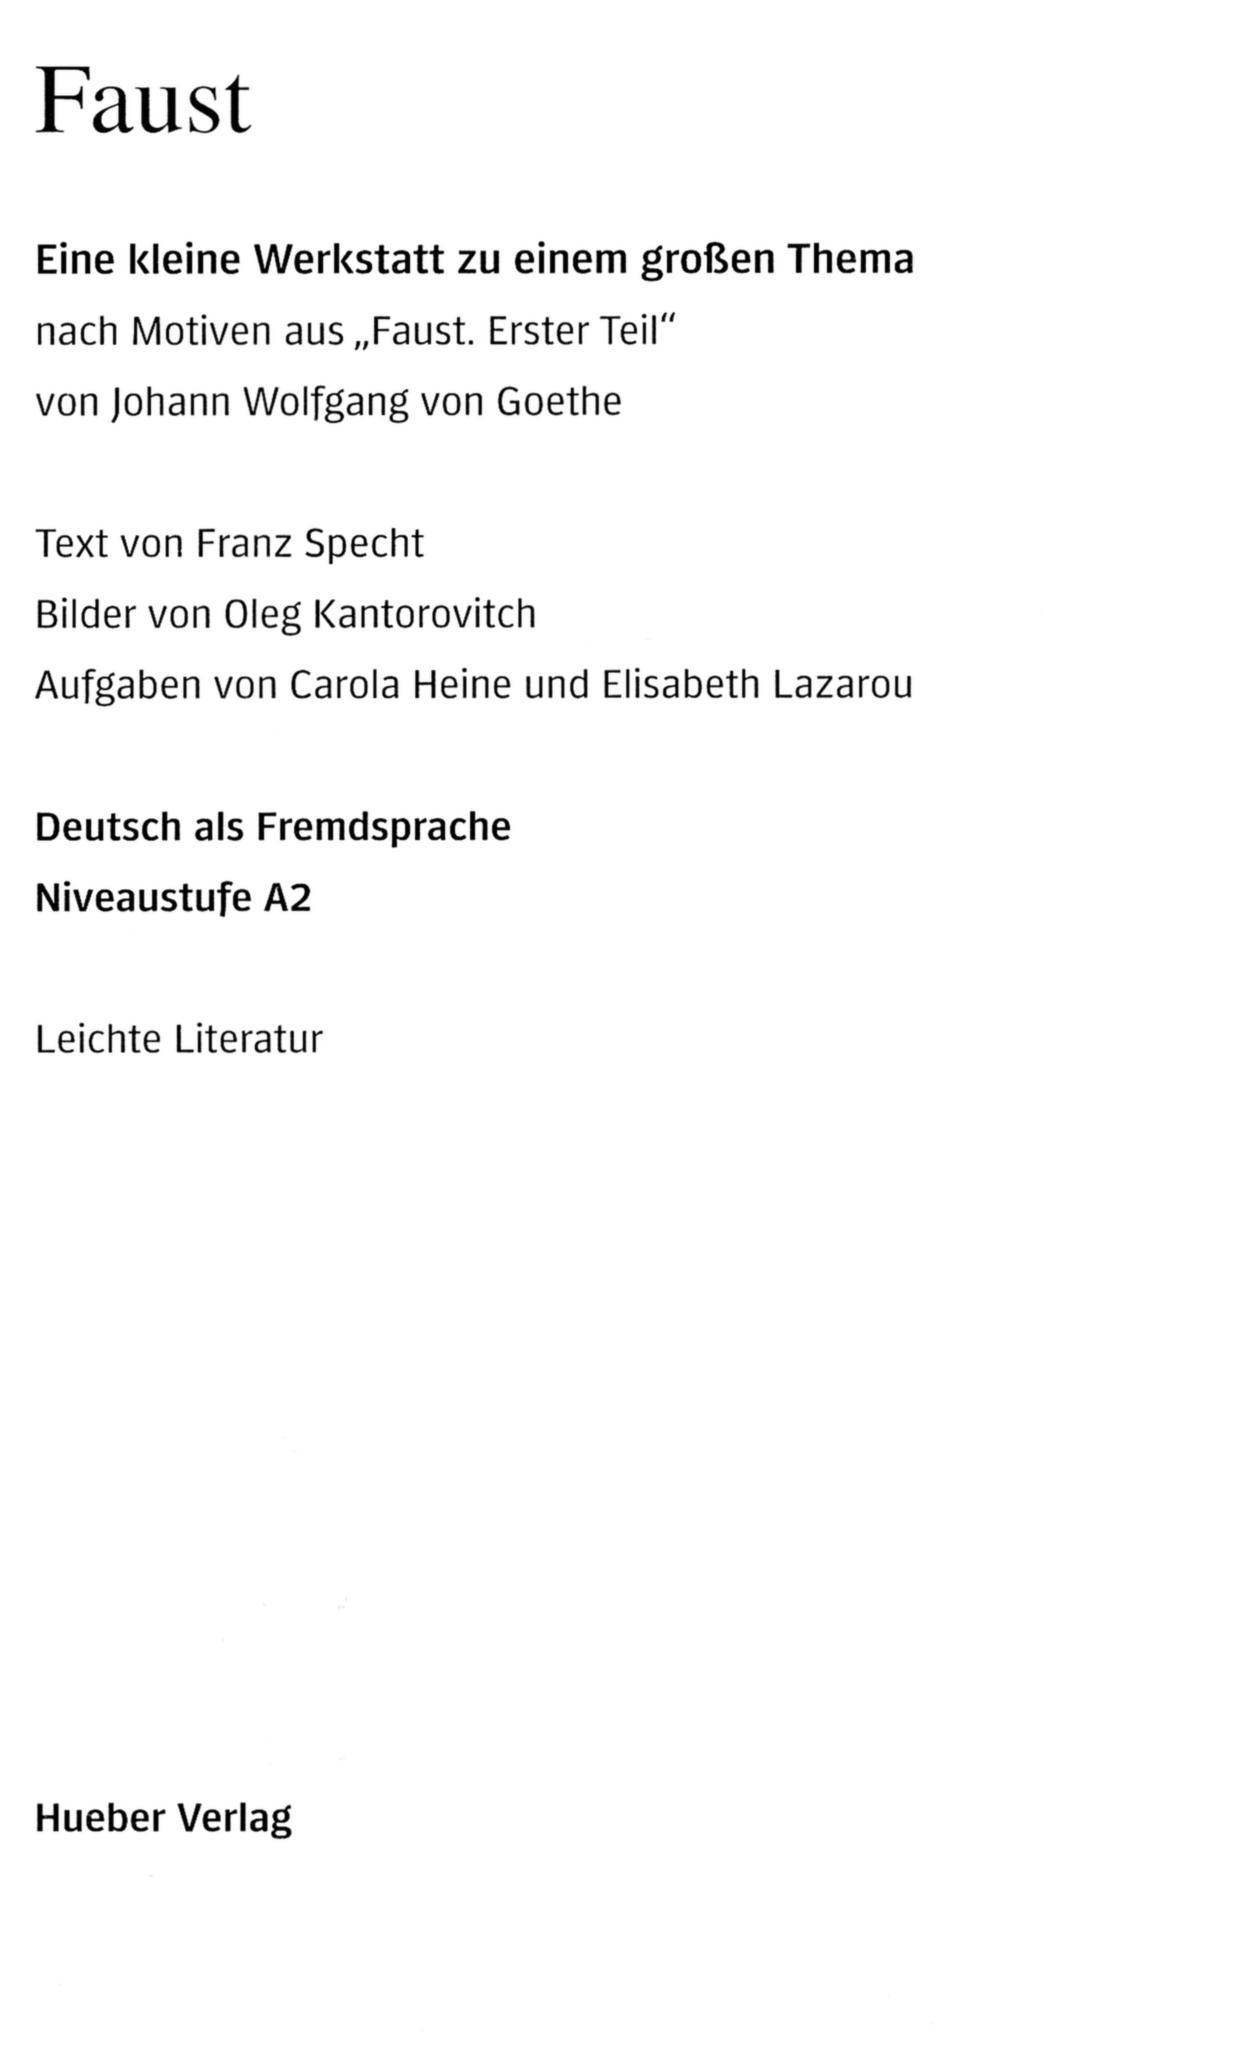 Faust
Eine kleine Werkstatt zu einem großen Thema
nach Motiven aus „Faust. Erster Teil“
von Johann Wolfgang von Goethe
Text von Franz Specht
Bilder von Oleg Kantorovitch
Aufgaben von Carola Heine und Elisabeth Lazarou
Deutsch als Fremdsprache
Niveaustufe A2
Leichte Literatur
Hueber Verlag